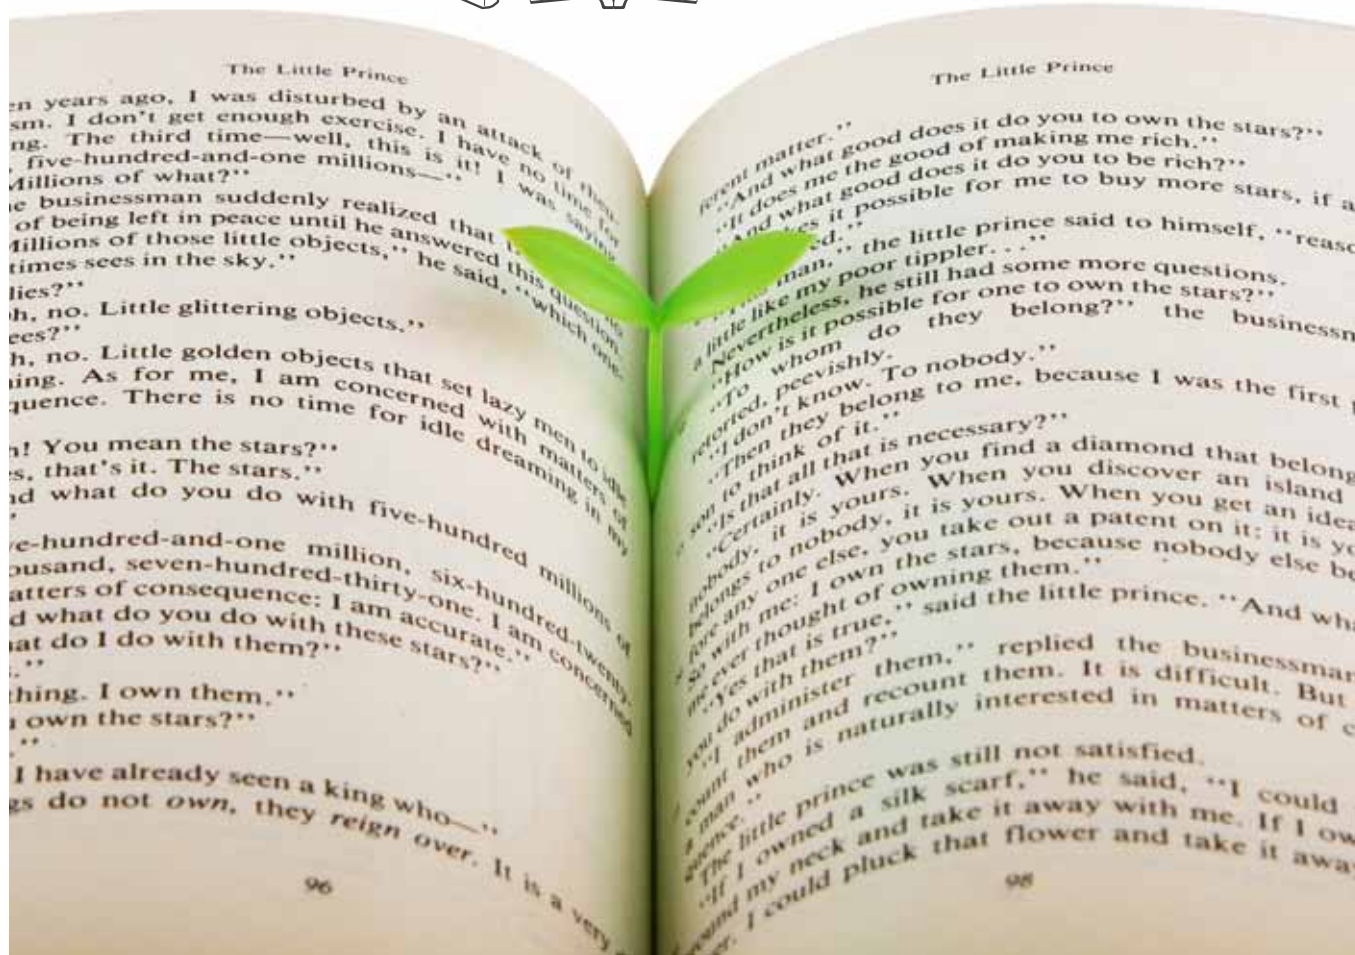 The Little Prince
en years ago, I was disturbed by an attack of rheu-
sm. I don't get enough exercise. I have no time for
ng. The third time—well, this is it! I was saying
five-hundred-and-one millions—''
Millions of what?''
e businessman suddenly realized that
of being left in peace until he answered this question.
Millions of those little objects,'' he said, ''which one
times sees in the sky.''
lies?''
h, no. Little glittering objects.''
ees?''
h, no. Little golden objects that set lazy men to idle
ing. As for me, I am concerned with matters of
quence. There is no time for idle dreaming in my
h! You mean the stars?''
s, that's it. The stars.''
nd what do you do with five-hundred millions of
''
e-hundred-and-one million, six-hundred-twenty-
ousand, seven-hundred-thirty-one. I am concerned
atters of consequence: I am accurate.''
d what do you do with these stars?''
at do I do with them?''
.''
hing. I own them.''
u own the stars?''
.''
I have already seen a king who—''
gs do not own, they reign over. It is a very
96
The Little Prince
ferent matter.''
''And what good does it do you to own the stars?''
''It does me the good of making me rich.''
''And what good does it do you to be rich?''
it possible for me to buy more stars, if a
man,'' the little prince said to himself, ''reaso
a little like my poor tippler. . .''
Nevertheless, he still had some more questions.
''How is it possible for one to own the stars?''
''To whom do they belong?'' the businessm
retorted, peevishly.
''I don't know. To nobody.''
''Then they belong to me, because I was the first p
son to think of it.''
''Is that all that is necessary?''
''Certainly. When you find a diamond that belong
nobody, it is yours. When you discover an island
belongs to nobody, it is yours. When you get an idea
fore any one else, you take out a patent on it: it is yo
So with me: I own the stars, because nobody else be
me ever thought of owning them.''
''Yes that is true,'' said the little prince. ''And wha
you do with them?''
''I administer them,'' replied the businessman
count them and recount them. It is difficult. But
a man who is naturally interested in matters of c
quence.''
The little prince was still not satisfied.
''If I owned a silk scarf,'' he said, ''I could
round my neck and take it away with me. If I ow
er, I could pluck that flower and take it away
98